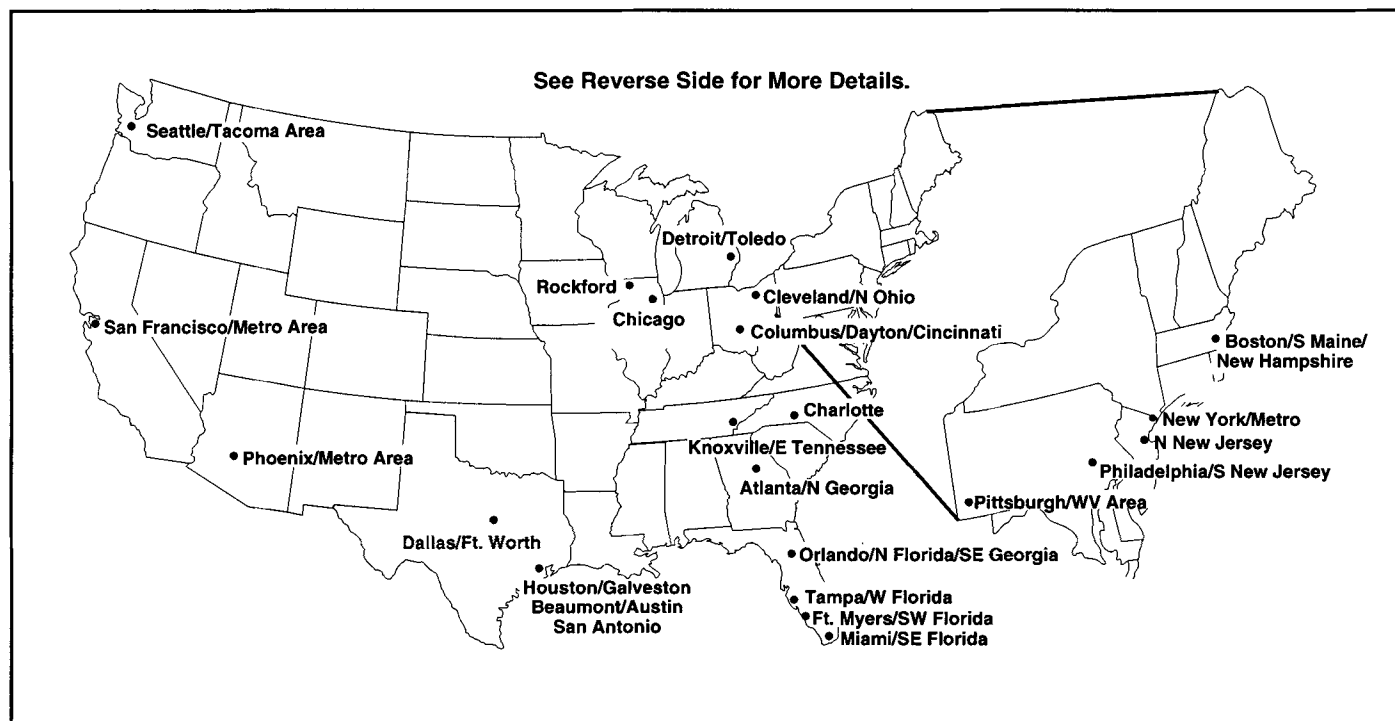 See Reverse Side for More Details.
Seattle/Tacoma Area
Detroit/Toledo
Rockford
Chicago
Cleveland/N Ohio
San Francisco/Metro Area
Columbus/Dayton/Cincinnati
Boston/S Maine/
New Hampshire
Charlotte
New York/Metro
Knoxville/E Tennessee
N New Jersey
Phoenix/Metro Area
Atlanta/N Georgia
Philadelphia/S New Jersey
Pittsburgh/WV Area
Dallas/Ft. Worth
Orlando/N Florida/SE Georgia
Houston/Galveston
Beaumont/Austin
San Antonio
Tampa/W Florida
Ft. Myers/SW Florida
Miami/SE Florida